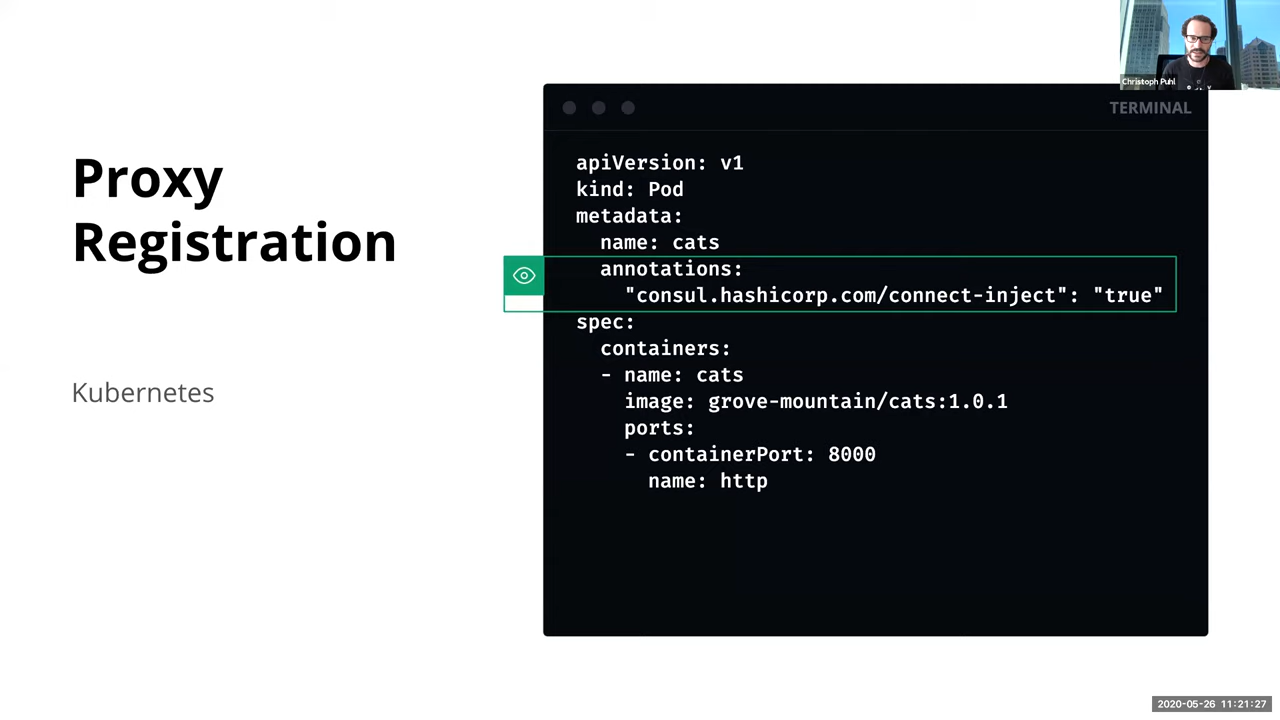 Christoph Puhl
Proxy
Registration
Kubernetes
TERMINAL
apiVersion: v1
kind: Pod
metadata:
name: cats
annotations:
"consul.hashicorp.com/connect-inject": "true"
spec:
containers:
- name: cats
image: grove-mountain/cats:1.0.1
ports:
- containerPort: 8000
name: http
2020-05-26 11:21:27